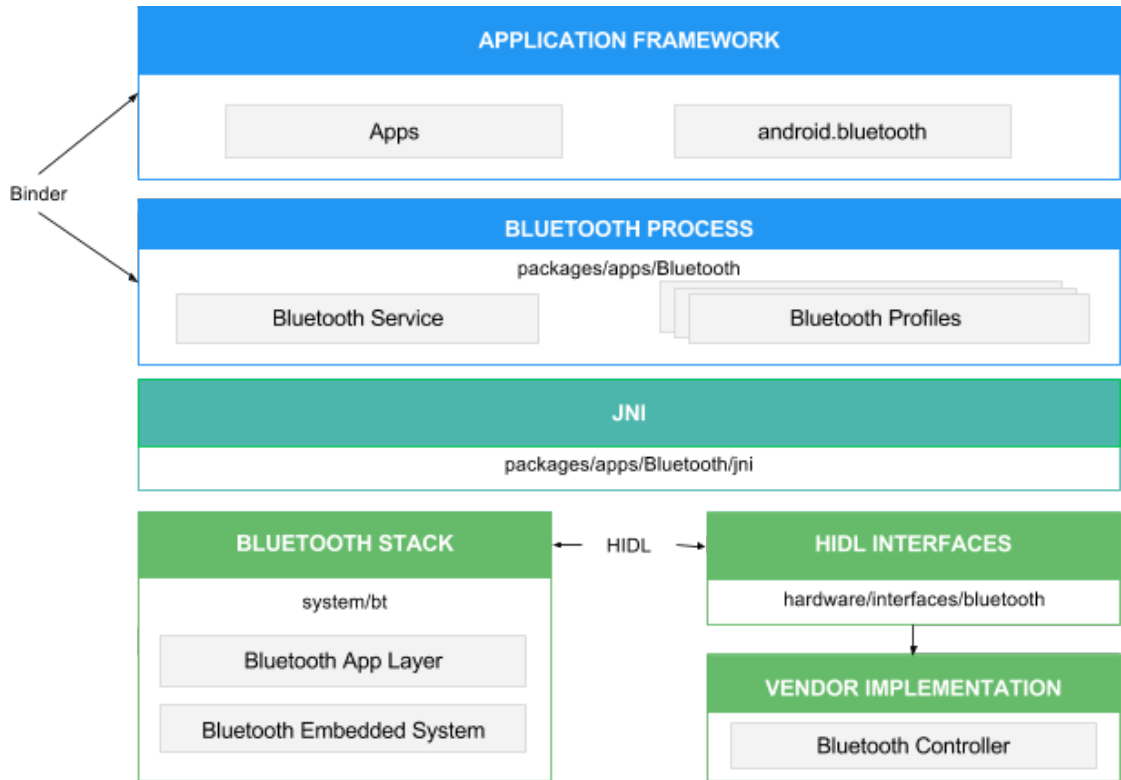 APPLICATION FRAMEWORK
Apps
android.bluetooth
Binder
BLUETOOTH PROCESS
packages/apps/Bluetooth
Bluetooth Service
Bluetooth Profiles
JNI
packages/apps/Bluetooth/jni
BLUETOOTH STACK
HIDL
HIDL INTERFACES
system/bt
hardware/interfaces/bluetooth
Bluetooth App Layer
VENDOR IMPLEMENTATION
Bluetooth Embedded System
Bluetooth Controller